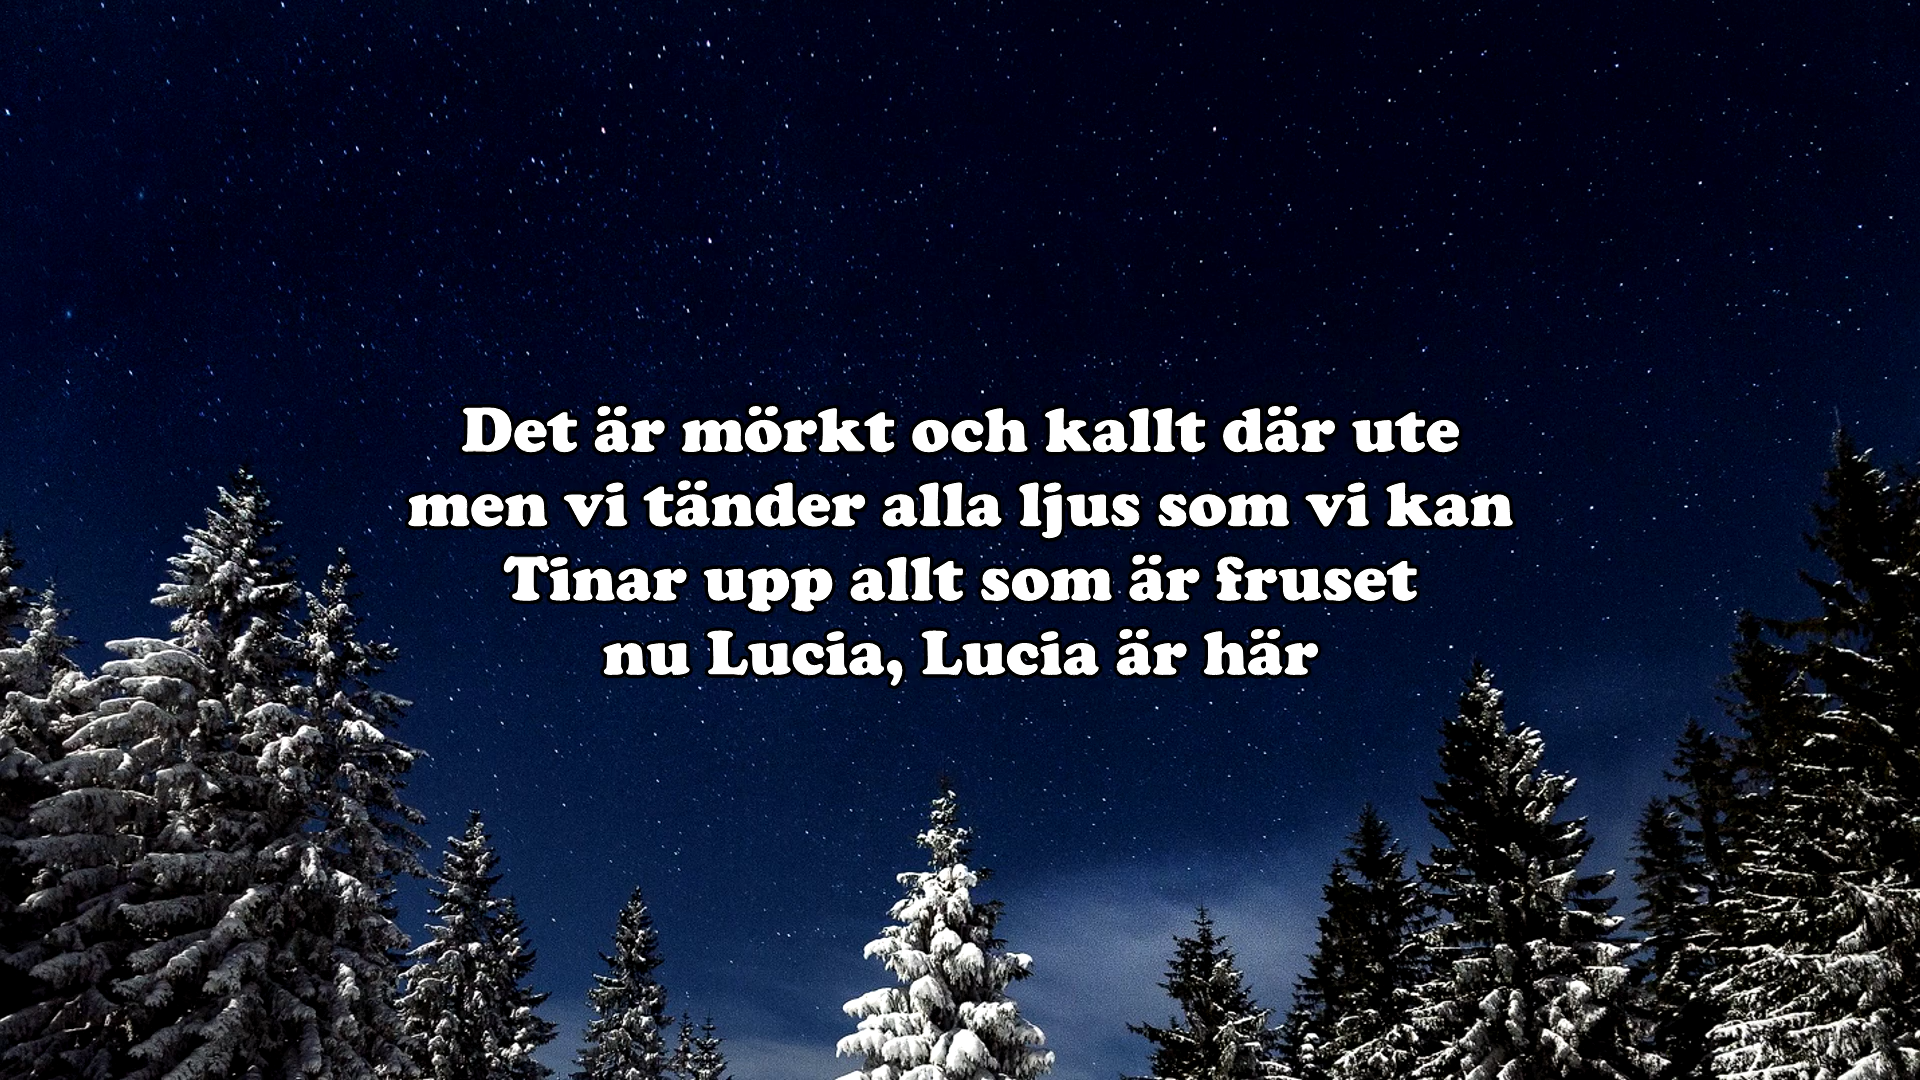 Det är mörkt och kallt där ute
men vi tänder alla ljus som vi kan
Tinar upp allt som är fruset
nu Lucia, Lucia är här